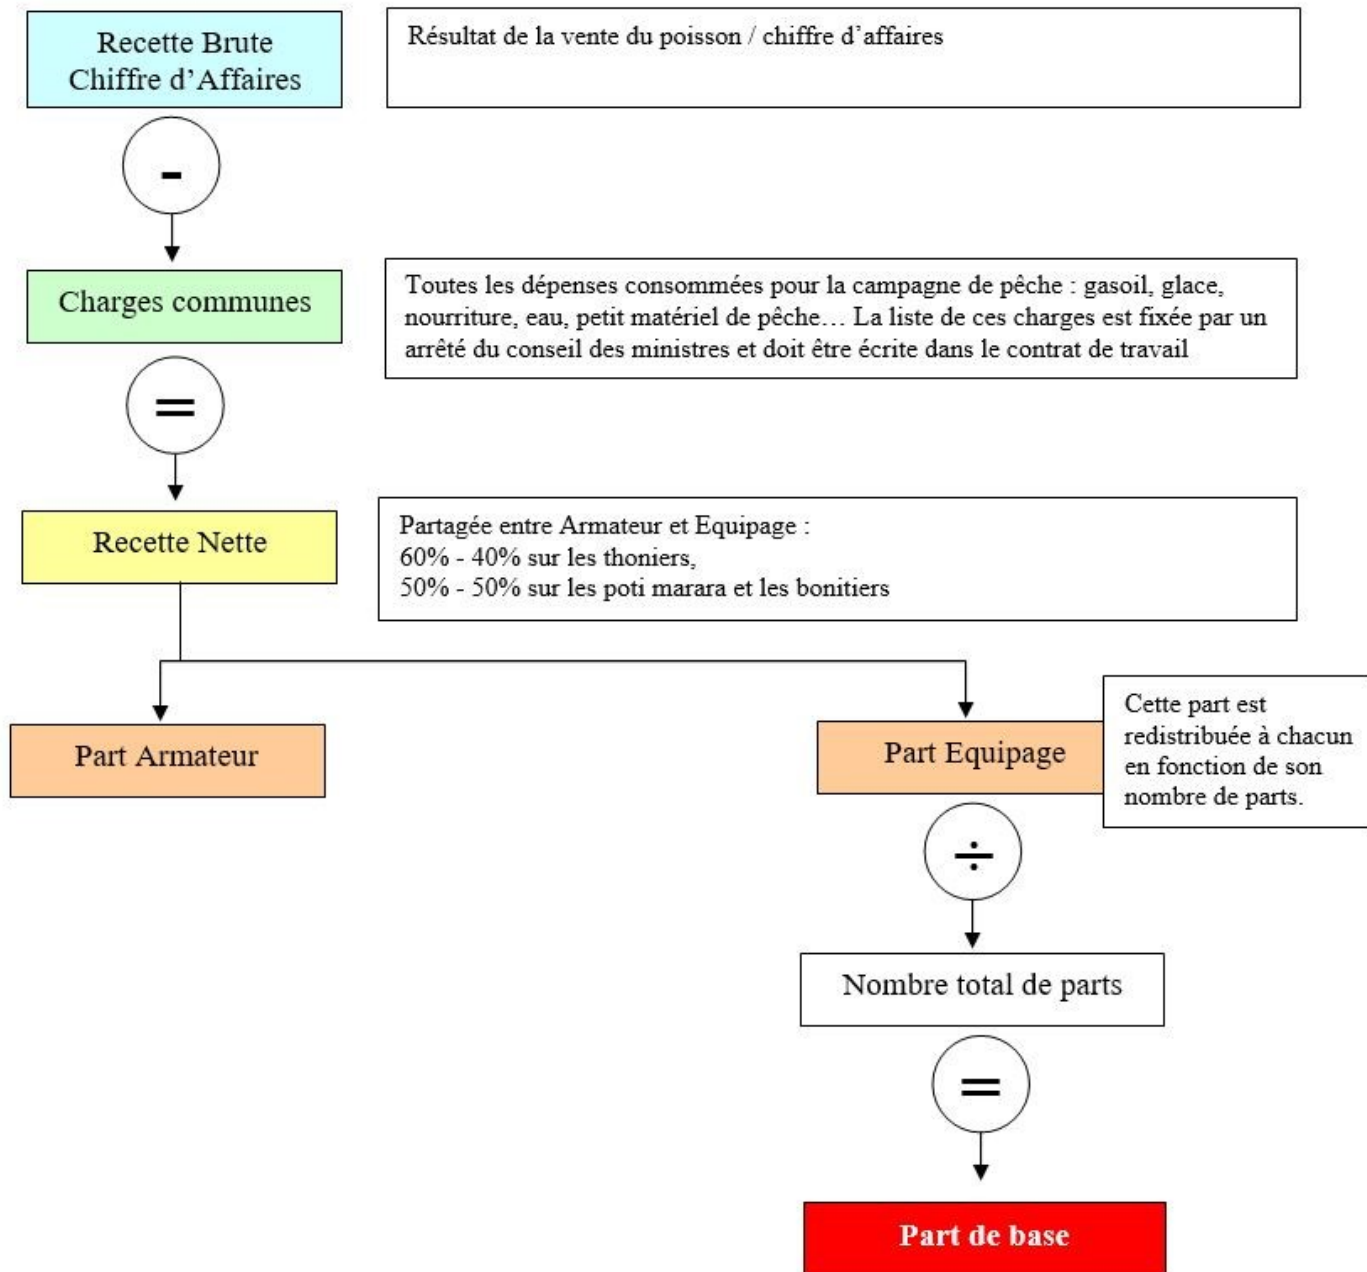 Recette Brute
Chiffre d’Affaires
Résultat de la vente du poisson / chiffre d’affaires
-
Charges communes
Toutes les dépenses consommées pour la campagne de pêche : gasoil, glace,
nourriture, eau, petit matériel de pêche… La liste de ces charges est fixée par un
arrêté du conseil des ministres et doit être écrite dans le contrat de travail
=
Recette Nette
Partagée entre Armateur et Equipage :
60% - 40% sur les thoniers,
50% - 50% sur les poti marara et les bonitiers
Part Armateur
Part Equipage
Cette part est
redistribuée à chacun
en fonction de son
nombre de parts.
÷
Nombre total de parts
=
Part de base